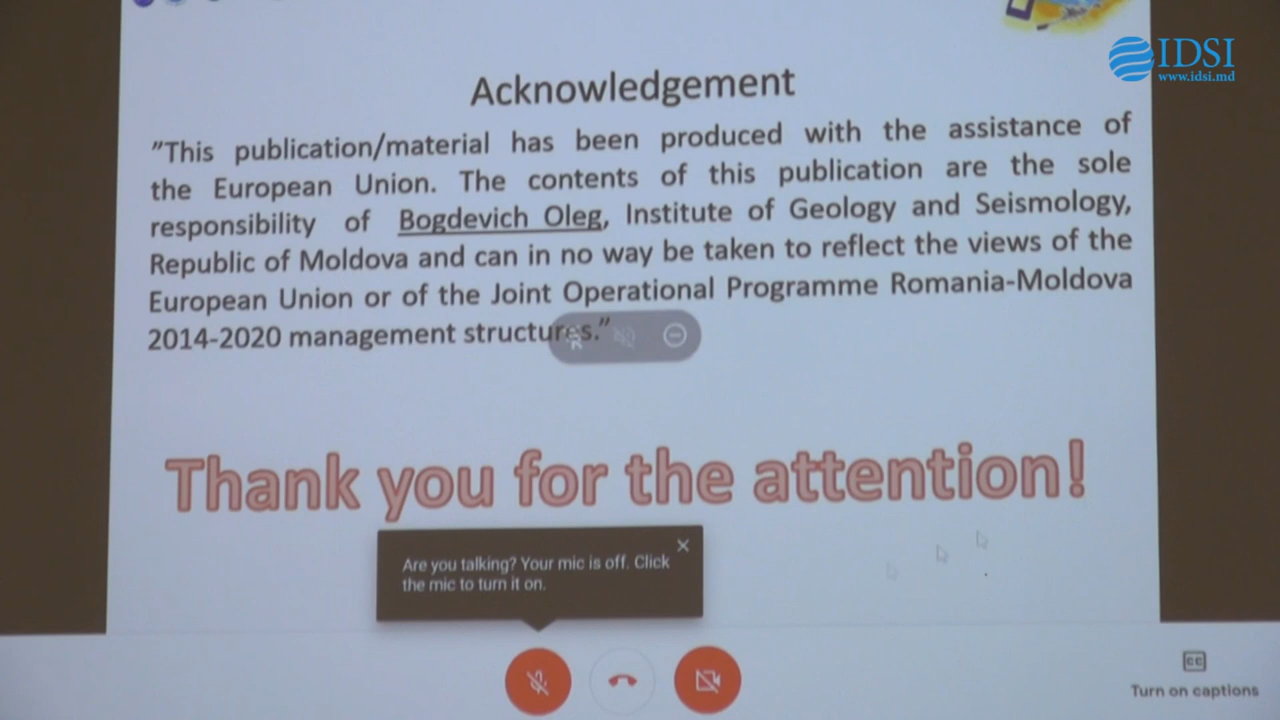 IDSI
www.idsi.md
Acknowledgement
”This publication/material has been produced with the assistance of
the European Union. The contents of this publication are the sole
responsibility of Bogdevich Oleg, Institute of Geology and Seismology,
Republic of Moldova and can in no way be taken to reflect the views of the
European Union or of the Joint Operational Programme Romania-Moldova
2014-2020 management structures.”
Thank you for the attention!
Are you talking? Your mic is off. Click
the mic to turn it on.
CC
Turn on captions